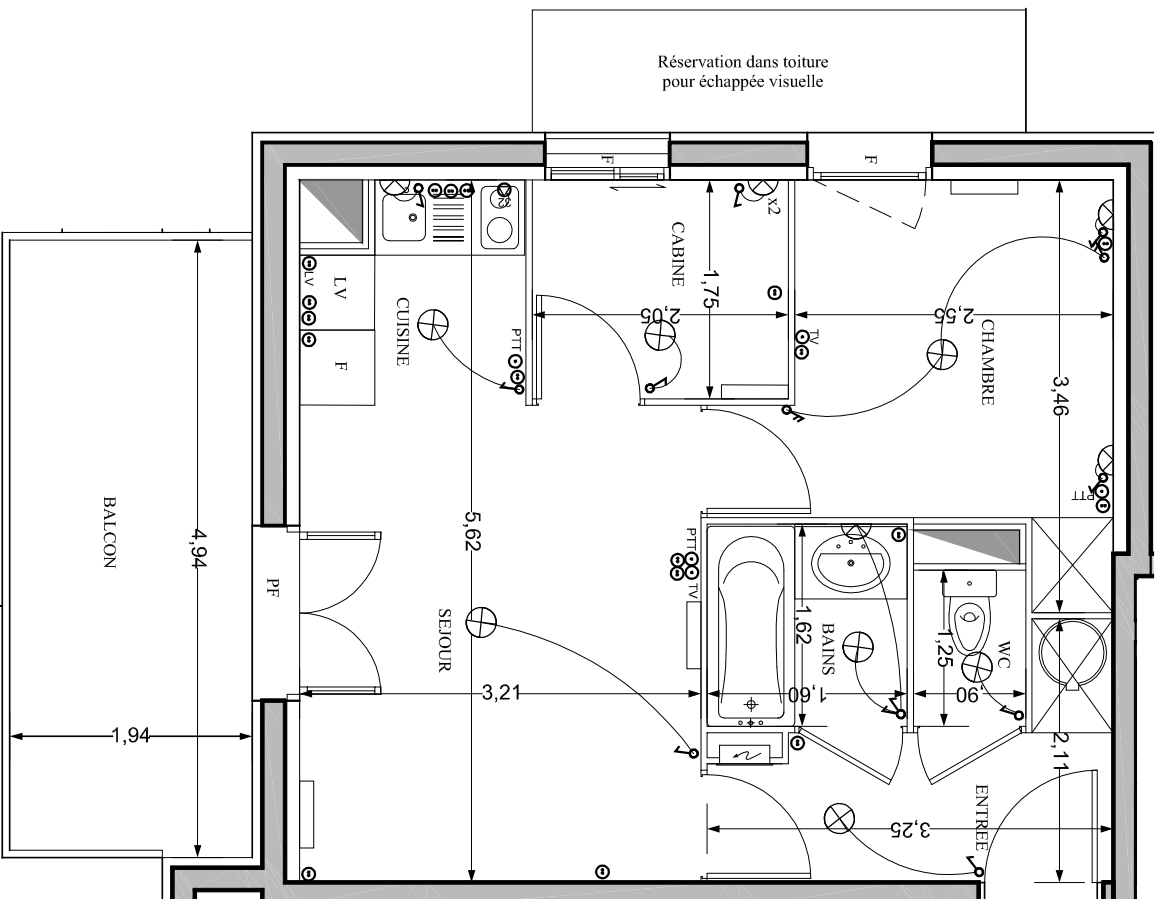 Réservation dans toiture
pour échappée visuelle
F
F
x2
CABINE
1,75
2,05
2,55
CHAMBRE
3,46
LV
LV
F
CUISINE
PTT
TV
PTT
BALCON
4,94
1,94
PF
5,62
SEJOUR
3,21
PTT
TV
1,62
BAINS
1,60
1,25
WC
,90
2,11
ENTREE
3,25